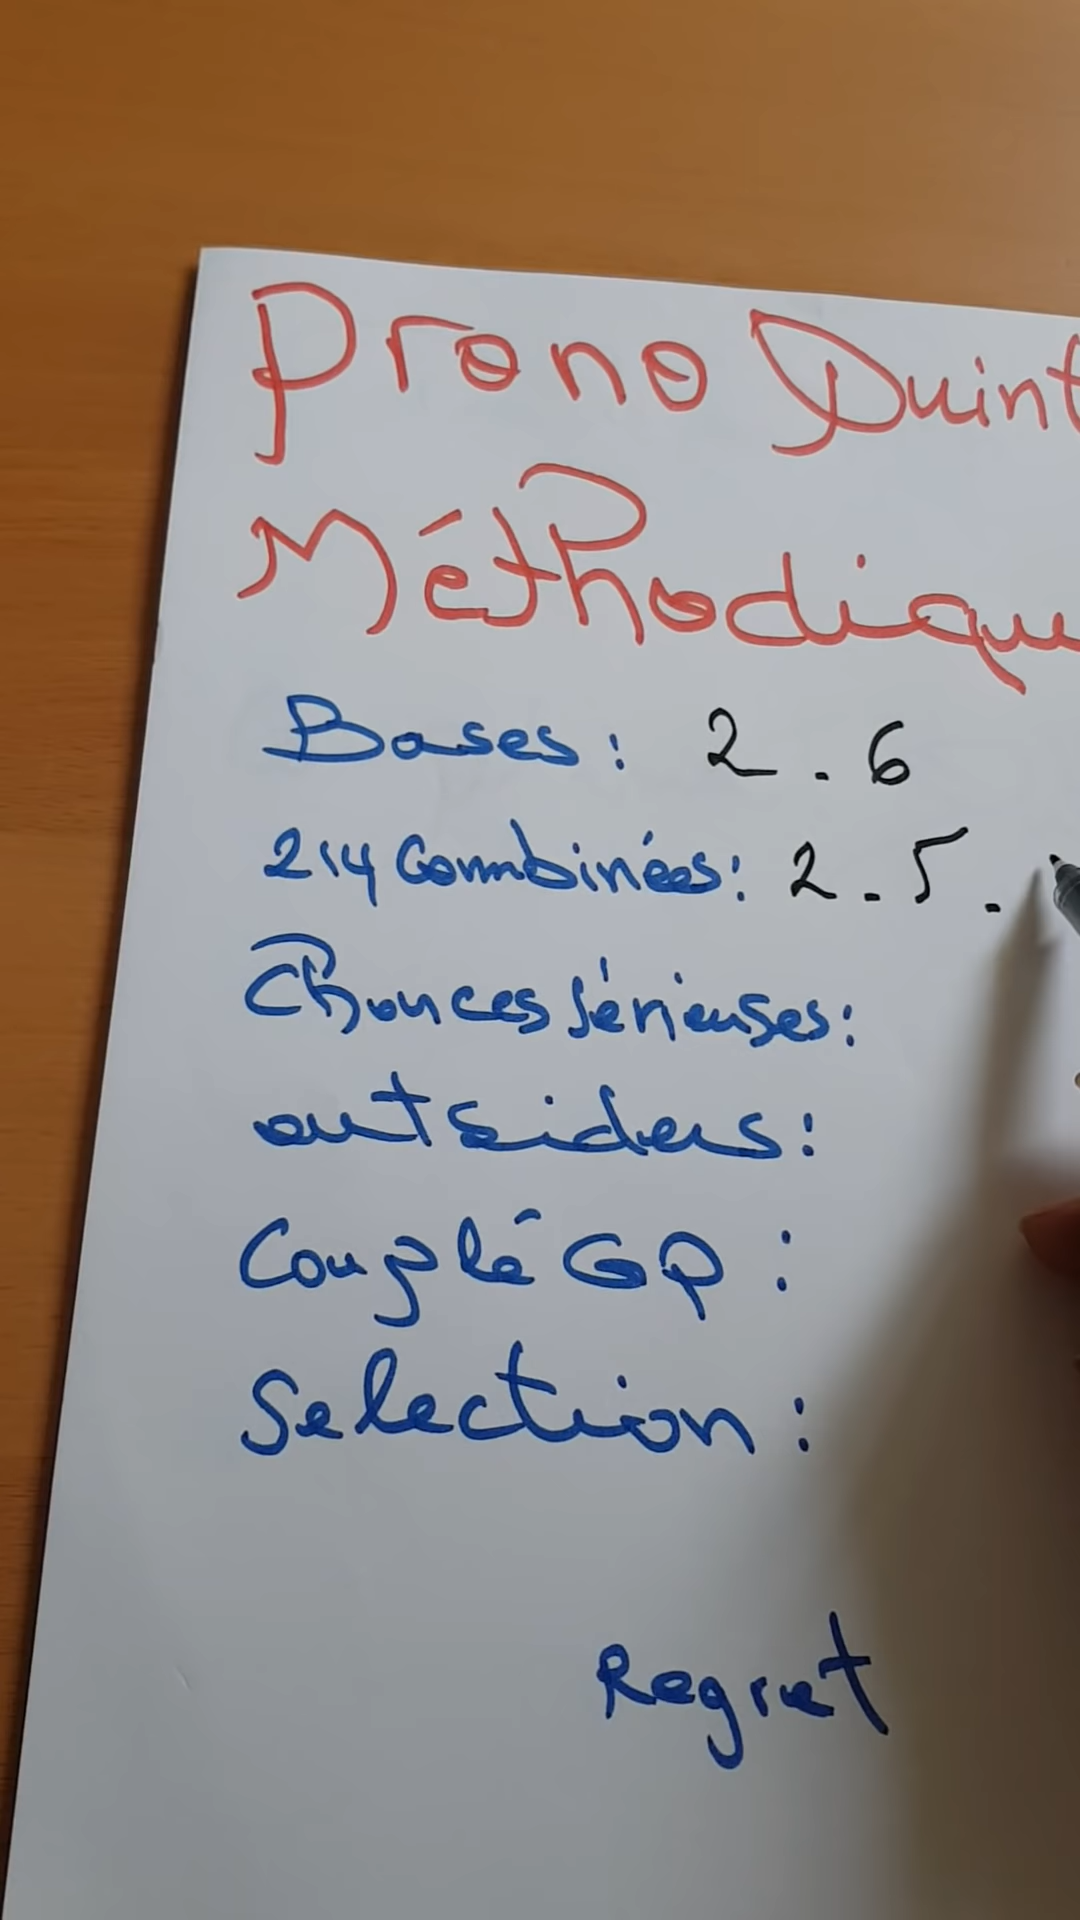 Prono Quint
Méthodiqu
Bases: 2.6
2/4 Combinées: 2.5.
Chances sérieuses:
outsiders:
Couplé GP:
Selection:
Regret